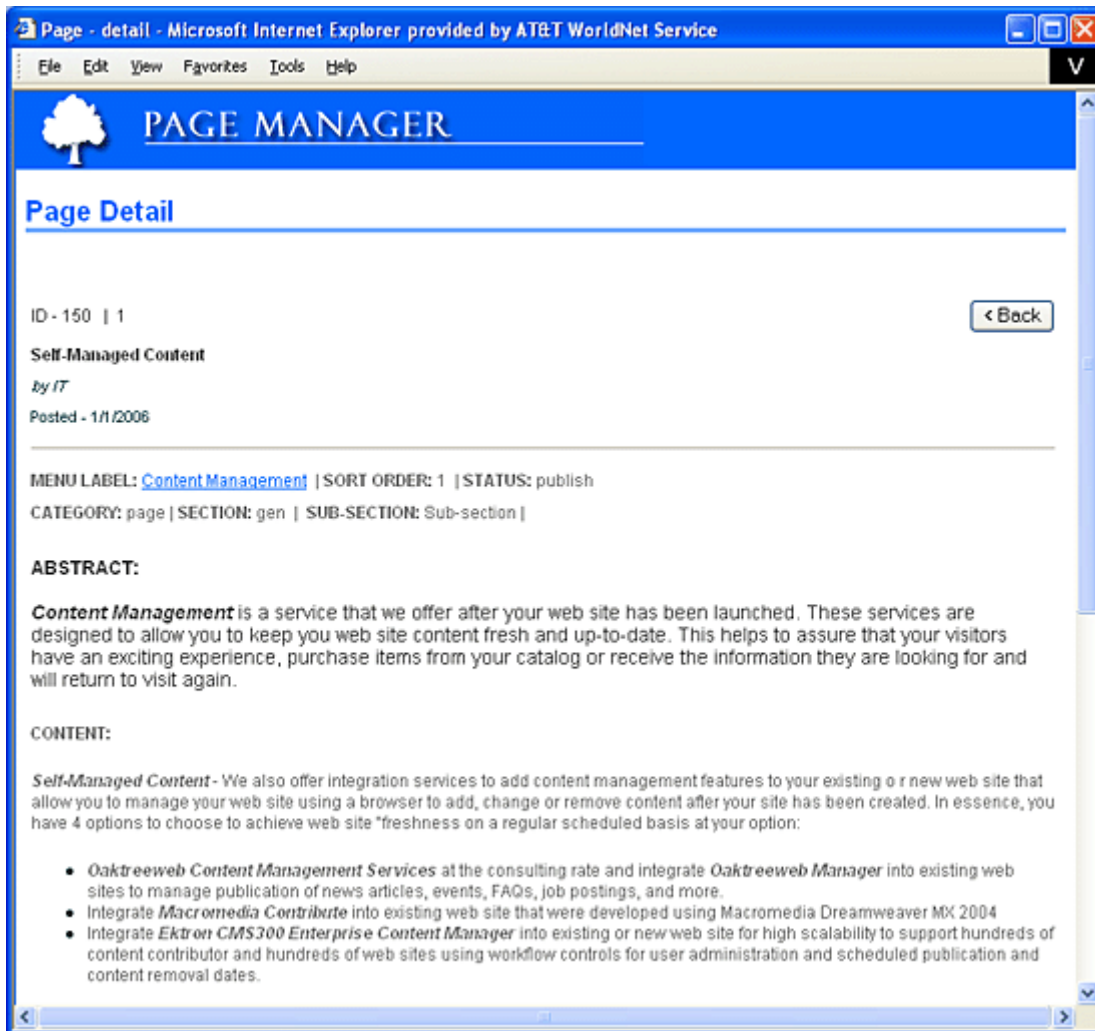 Page - detail - Microsoft Internet Explorer provided by AT&T WorldNet Service
File Edit View Favorites Tools Help
V
PAGE MANAGER
Page Detail
ID - 150 | 1
< Back
Self-Managed Content
by IT
Posted - 1/1/2006
MENU LABEL: Content Management | SORT ORDER: 1 | STATUS: publish
CATEGORY: page | SECTION: gen | SUB-SECTION: Sub-section |
ABSTRACT:
Content Management is a service that we offer after your web site has been launched. These services are
designed to allow you to keep you web site content fresh and up-to-date. This helps to assure that your visitors
have an exciting experience, purchase items from your catalog or receive the information they are looking for and
will return to visit again.
CONTENT:
Self-Managed Content - We also offer integration services to add content management features to your existing o r new web site that
allow you to manage your web site using a browser to add, change or remove content after your site has been created. In essence, you
have 4 options to choose to achieve web site "freshness on a regular scheduled basis at your option:
• Oaktreeweb Content Management Services at the consulting rate and integrate Oaktreeweb Manager into existing web
sites to manage publication of news articles, events, FAQs, job postings, and more.
• Integrate Macromedia Contribute into existing web site that were developed using Macromedia Dreamweaver MX 2004
• Integrate Ektron CMS300 Enterprise Content Manager into existing or new web site for high scalability to support hundreds of
content contributor and hundreds of web sites using workflow controls for user administration and scheduled publication and
content removal dates.